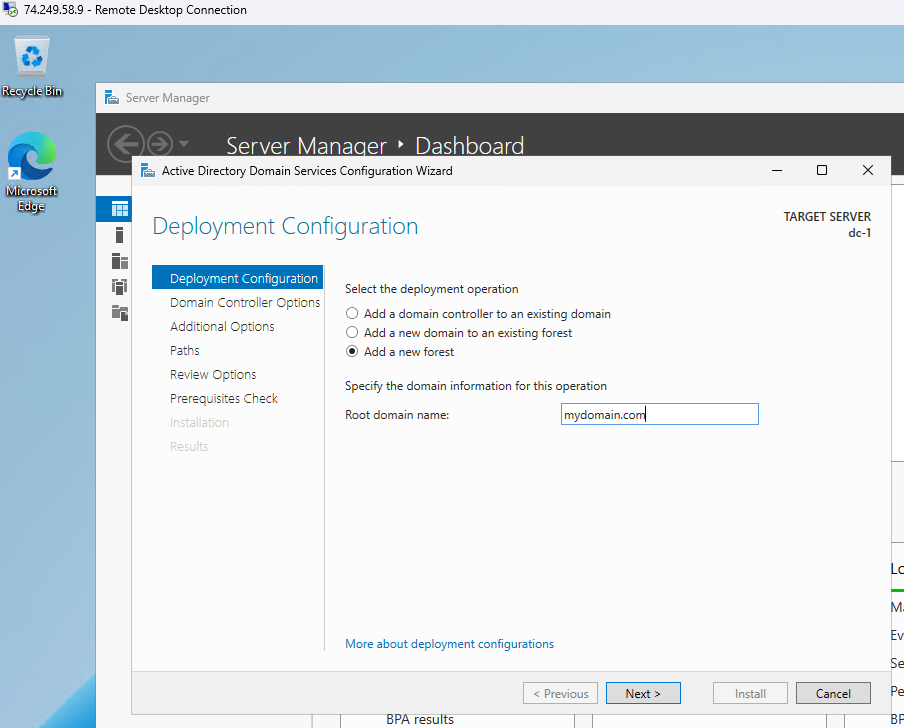 74.249.58.9 - Remote Desktop Connection
Recycle Bin
Microsoft
Edge
Server Manager
Server Manager ‣ Dashboard
Active Directory Domain Services Configuration Wizard
Deployment Configuration
TARGET SERVER
dc-1
Deployment Configuration
Domain Controller Options
Additional Options
Paths
Review Options
Prerequisites Check
Installation
Results
Select the deployment operation
Add a domain controller to an existing domain
Add a new domain to an existing forest
Add a new forest
Specify the domain information for this operation
Root domain name:
mydomain.com
More about deployment configurations
< Previous
Next >
Install
Cancel
BPA results